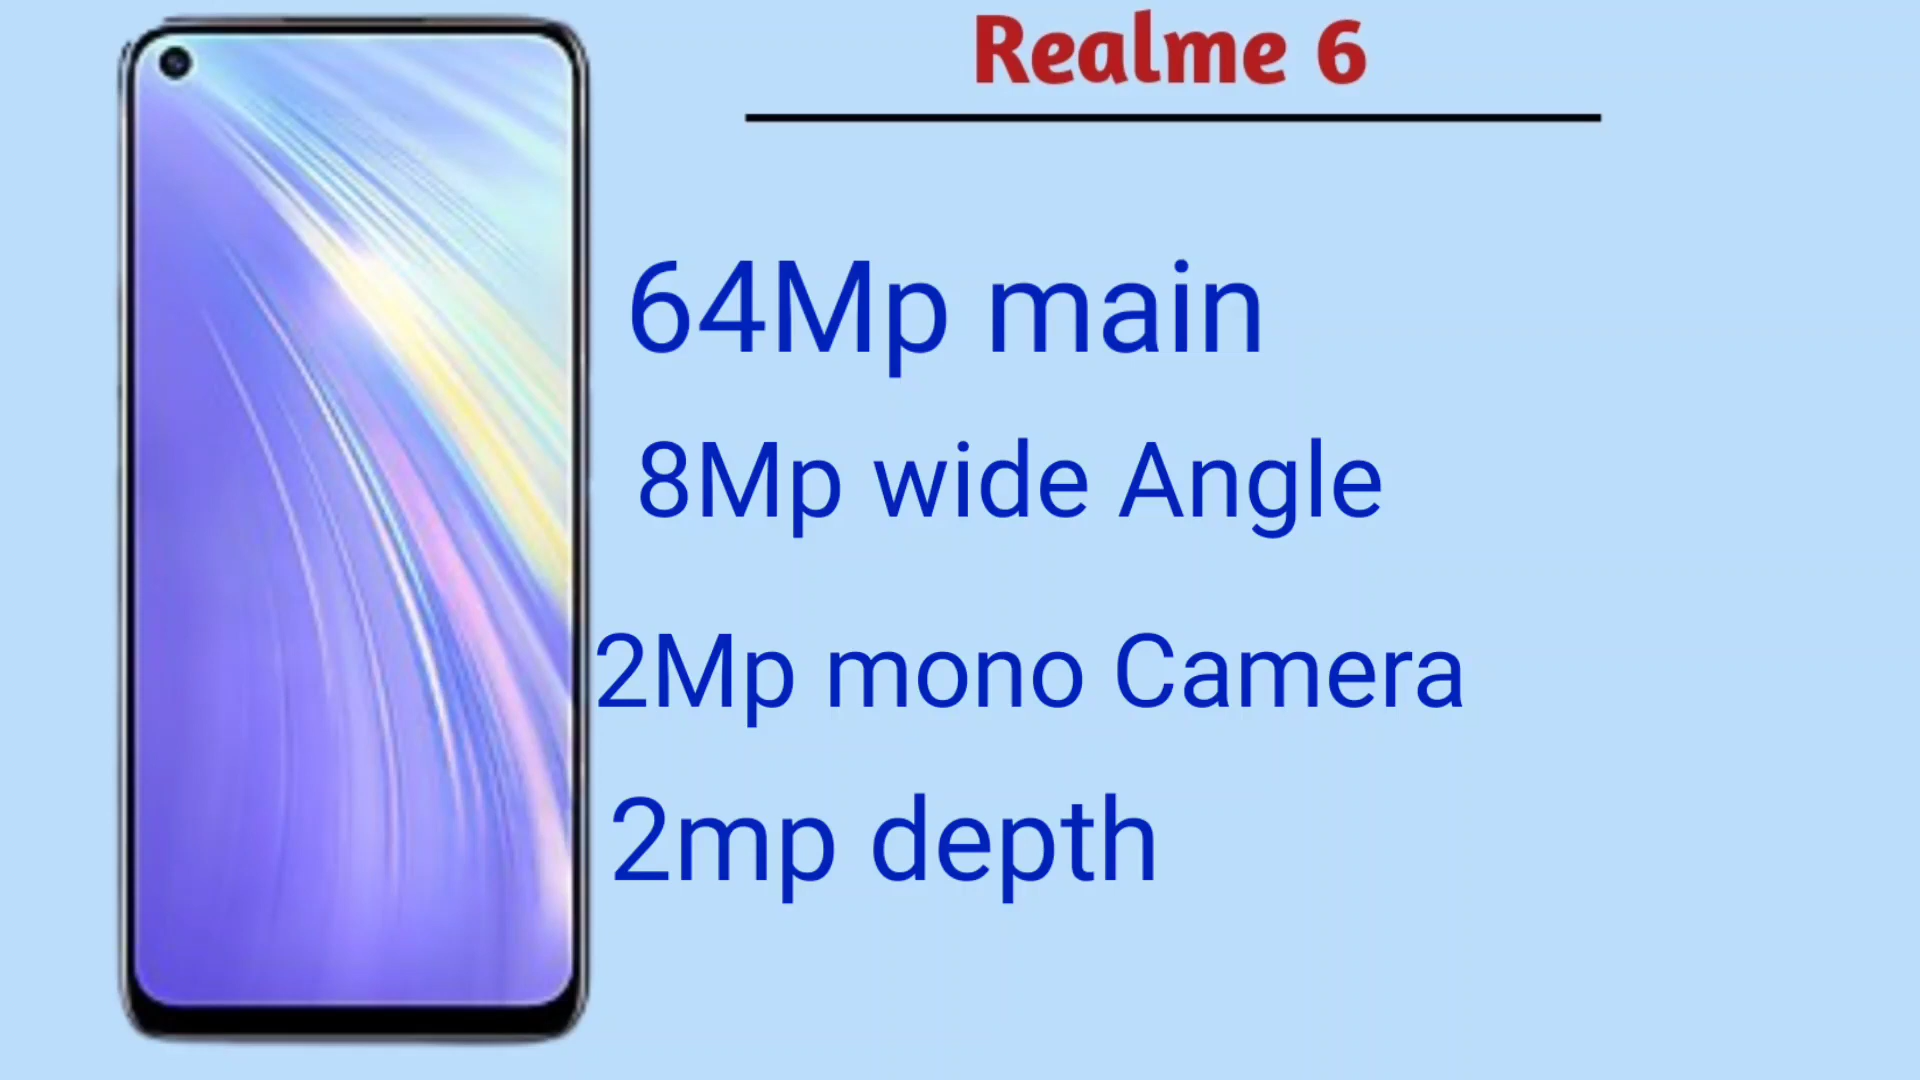 Realme 6
64Mp main
8Mp wide Angle
2Mp mono Camera
2mp depth